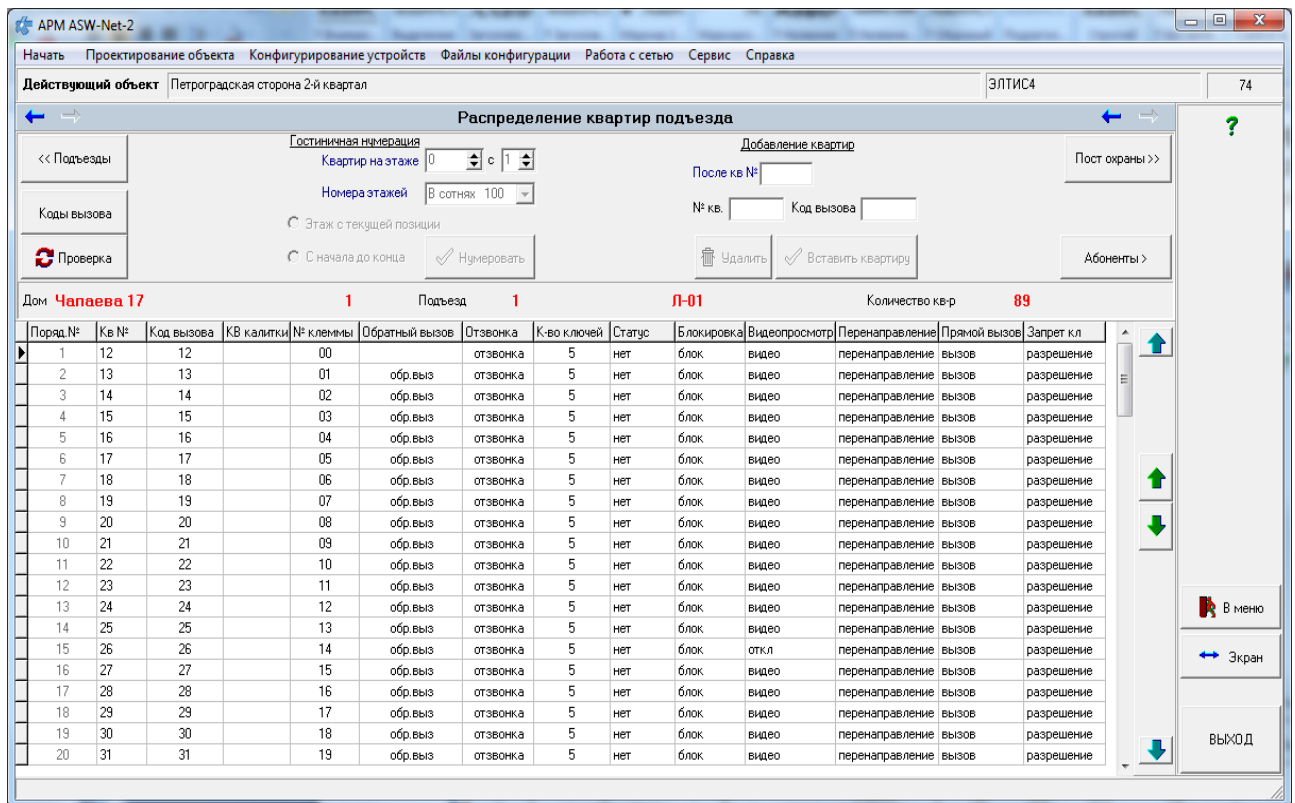 АРМ ASW-Net-2
Начать Проектирование объекта Конфигурирование устройств Файлы конфигурации Работа с сетью Сервис Справка
Действующий объект Петроградская сторона 2-й квартал ЭЛТИС4 74
Распределение квартир подъезда ?
<< Подъезды Гостиничная нумерация Добавление квартир Пост охраны >>
Квартир на этаже 0 с 1 После кв №
Номера этажей В сотнях 100 № кв. Код вызова
Коды вызова
Этаж с текущей позиции
Проверка С начала до конца Нумеровать Удалить Вставить квартиру Абоненты >
Дом Чапаева 17 1 Подъезд 1 Л-01 Количество кв-р 89
Поряд.№ Кв № Код вызова КВ калитки № клеммы Обратный вызов Отзвонка К-во ключей Статус Блокировка Видеопросмотр Перенаправление Прямой вызов Запрет кл
1 12 12 00 отзвонка 5 нет блок видео перенаправление вызов разрешение
2 13 13 01 обр.выз отзвонка 5 нет блок видео перенаправление вызов разрешение
3 14 14 02 обр.выз отзвонка 5 нет блок видео перенаправление вызов разрешение
4 15 15 03 обр.выз отзвонка 5 нет блок видео перенаправление вызов разрешение
5 16 16 04 обр.выз отзвонка 5 нет блок видео перенаправление вызов разрешение
6 17 17 05 обр.выз отзвонка 5 нет блок видео перенаправление вызов разрешение
7 18 18 06 обр.выз отзвонка 5 нет блок видео перенаправление вызов разрешение
8 19 19 07 обр.выз отзвонка 5 нет блок видео перенаправление вызов разрешение
9 20 20 08 обр.выз отзвонка 5 нет блок видео перенаправление вызов разрешение
10 21 21 09 обр.выз отзвонка 5 нет блок видео перенаправление вызов разрешение
11 22 22 10 обр.выз отзвонка 5 нет блок видео перенаправление вызов разрешение
12 23 23 11 обр.выз отзвонка 5 нет блок видео перенаправление вызов разрешение
13 24 24 12 обр.выз отзвонка 5 нет блок видео перенаправление вызов разрешение
14 25 25 13 обр.выз отзвонка 5 нет блок видео перенаправление вызов разрешение
15 26 26 14 обр.выз отзвонка 5 нет блок откл перенаправление вызов разрешение
16 27 27 15 обр.выз отзвонка 5 нет блок видео перенаправление вызов разрешение
17 28 28 16 обр.выз отзвонка 5 нет блок видео перенаправление вызов разрешение
18 29 29 17 обр.выз отзвонка 5 нет блок видео перенаправление вызов разрешение
19 30 30 18 обр.выз отзвонка 5 нет блок видео перенаправление вызов разрешение
20 31 31 19 обр.выз отзвонка 5 нет блок видео перенаправление вызов разрешение
В меню
Экран
ВЫХОД